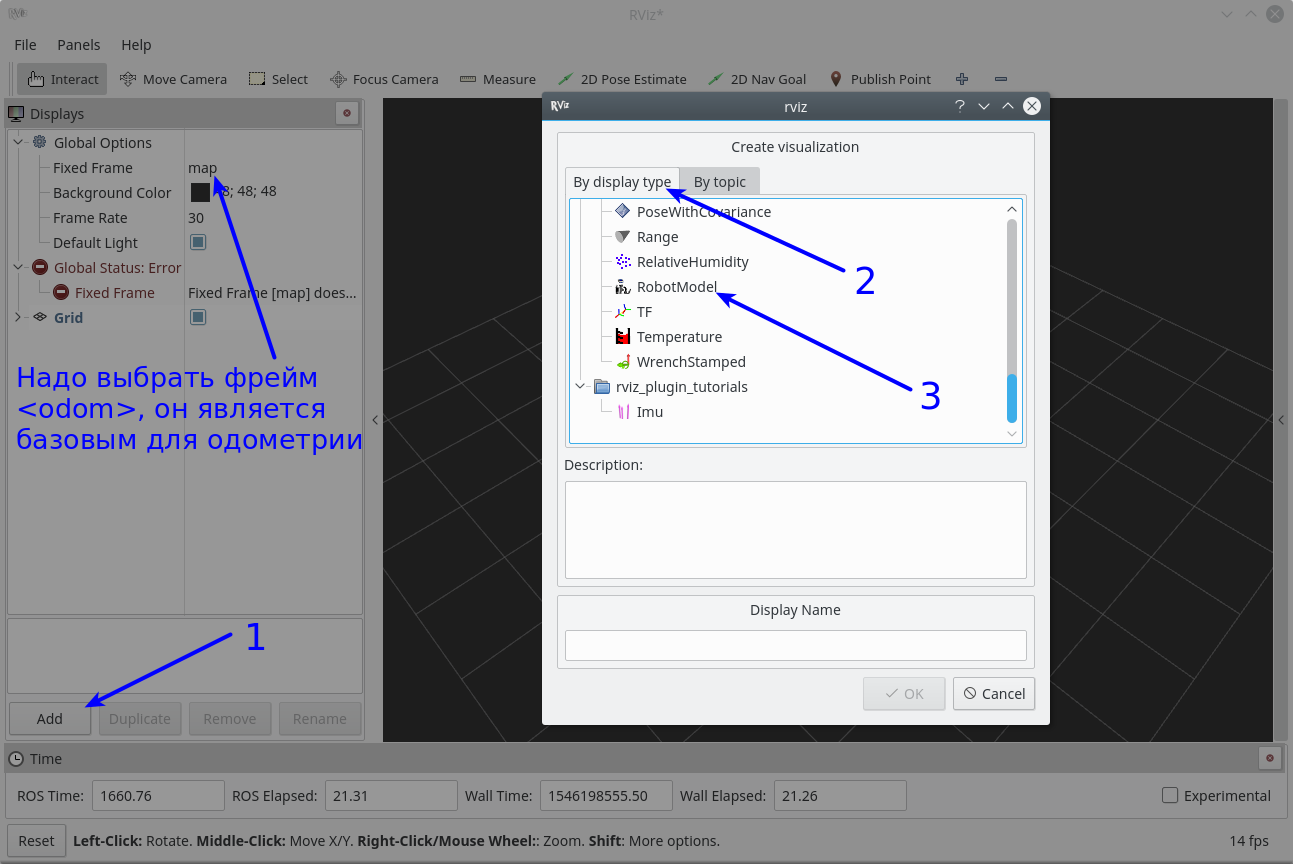 RViz RViz*
File Panels Help
Interact Move Camera Select Focus Camera Measure 2D Pose Estimate 2D Nav Goal Publish Point
Displays
Global Options
Fixed Frame map
Background Color 8; 48; 48
Frame Rate 30
Default Light
Global Status: Error
Fixed Frame Fixed Frame [map] does...
Grid
Надо выбрать фрейм
<odom>, он является
базовым для одометрии
1
Add Duplicate Remove Rename
RViz rviz ?
Create visualization
By display type By topic
PoseWithCovariance
Range
RelativeHumidity
2
RobotModel
TF
Temperature
WrenchStamped
rviz_plugin_tutorials
3
Imu
Description:
Display Name
OK Cancel
Time
ROS Time: 1660.76 ROS Elapsed: 21.31 Wall Time: 1546198555.50 Wall Elapsed: 21.26 Experimental
Reset Left-Click: Rotate. Middle-Click: Move X/Y. Right-Click/Mouse Wheel:: Zoom. Shift: More options. 14 fps